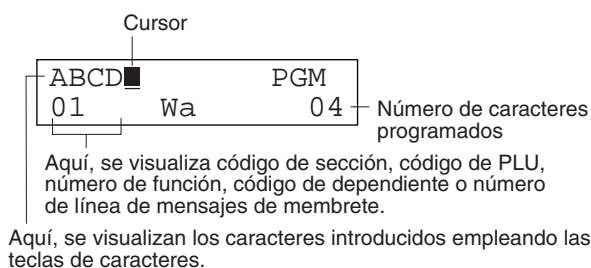 Cursor
ABCD PGM
01 Wa 04
Número de caracteres
programados
Aquí, se visualiza código de sección, código de PLU,
número de función, código de dependiente o número
de línea de mensajes de membrete.
Aquí, se visualizan los caracteres introducidos empleando las
teclas de caracteres.